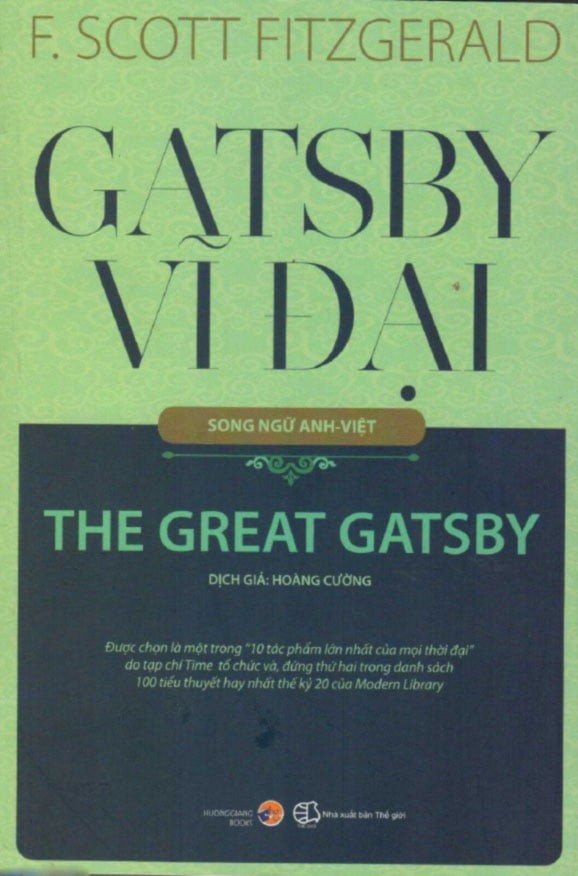 F. SCOTT FITZGERALD
GATSBY
VĨ ĐẠI
SONG NGỮ ANH-VIỆT
THE GREAT GATSBY
DỊCH GIẢ: HOÀNG CƯỜNG
Được chọn là một trong "10 tác phẩm lớn nhất của mọi thời đại"
do tạp chí Time tổ chức và, đứng thứ hai trong danh sách
100 tiểu thuyết hay nhất thế kỷ 20 của Modern Library
HUONGGIANG
BOOKS
Nhà xuất bản Thế giới